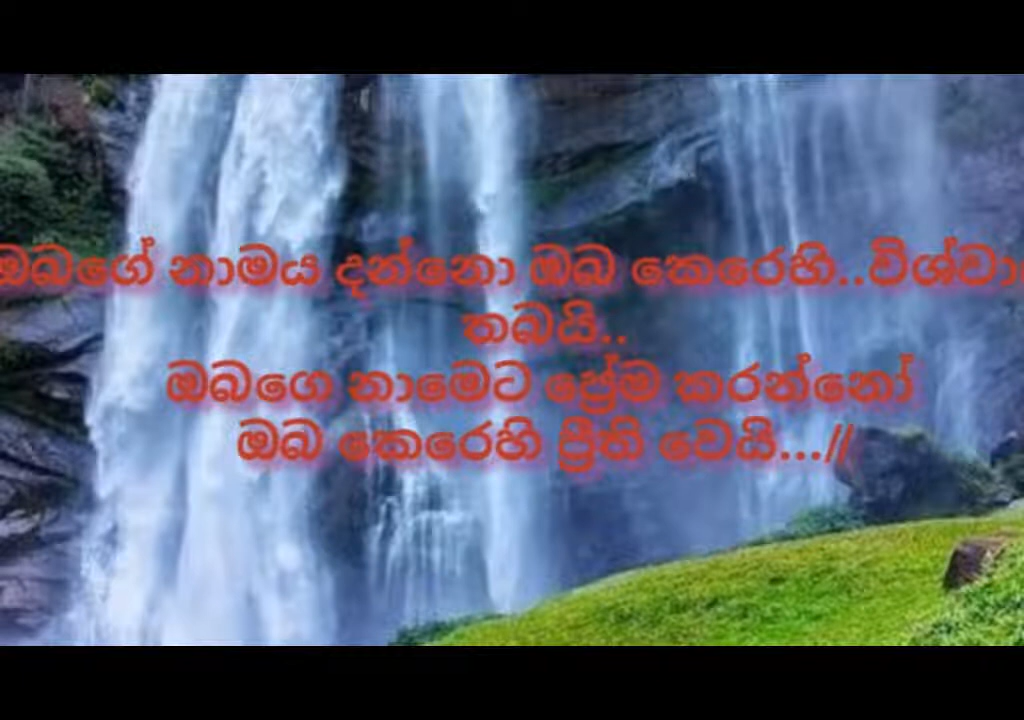 ඔබගේ නාමය දන්නො ඔබ කෙරෙහි..
තබයි..
ඔබගෙ නාමෙට ප්‍රේම කරන්නෝ
ඔබ කෙරෙහි ප්‍රීති වෙයි...//